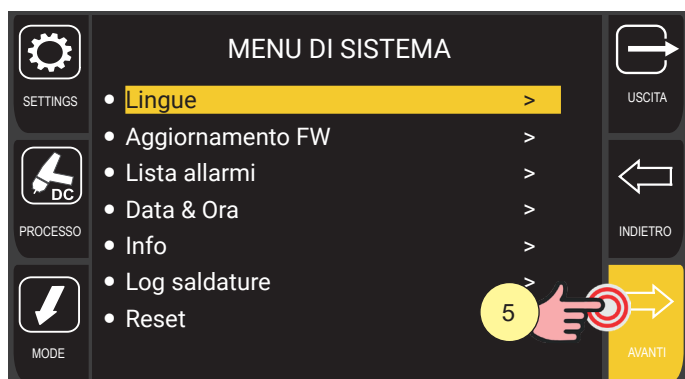 MENU DI SISTEMA
SETTINGS
USCITA
• Lingue >
• Aggiornamento FW >
• Lista allarmi >
DC
• Data & Ora >
PROCESSO
INDIETRO
• Info >
• Log saldature >
5
• Reset
MODE
AVANTI